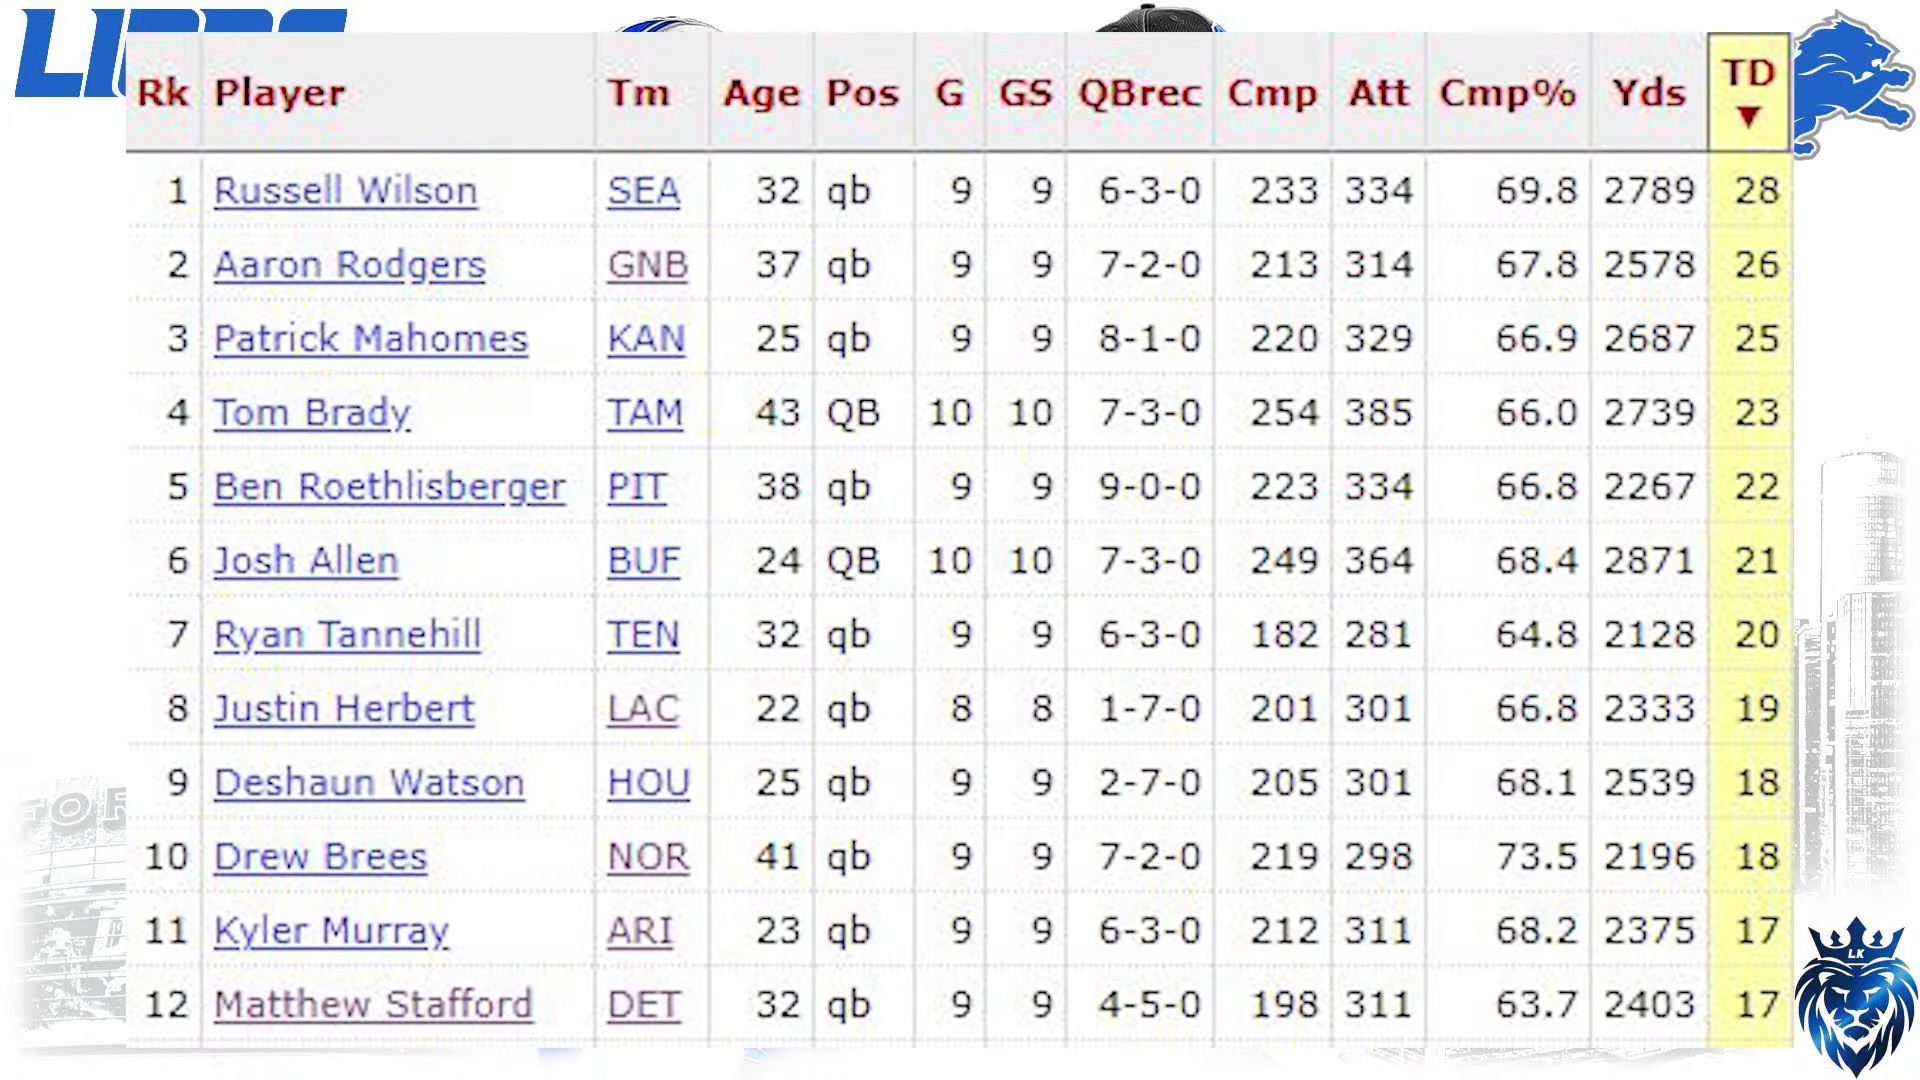 Rk Player Tm Age Pos G GS QBrec Cmp Att Cmp% Yds TD ▼
1 Russell Wilson SEA 32 qb 9 9 6-3-0 233 334 69.8 2789 28
2 Aaron Rodgers GNB 37 qb 9 9 7-2-0 213 314 67.8 2578 26
3 Patrick Mahomes KAN 25 qb 9 9 8-1-0 220 329 66.9 2687 25
4 Tom Brady TAM 43 QB 10 10 7-3-0 254 385 66.0 2739 23
5 Ben Roethlisberger PIT 38 qb 9 9 9-0-0 223 334 66.8 2267 22
6 Josh Allen BUF 24 QB 10 10 7-3-0 249 364 68.4 2871 21
7 Ryan Tannehill TEN 32 qb 9 9 6-3-0 182 281 64.8 2128 20
8 Justin Herbert LAC 22 qb 8 8 1-7-0 201 301 66.8 2333 19
9 Deshaun Watson HOU 25 qb 9 9 2-7-0 205 301 68.1 2539 18
10 Drew Brees NOR 41 qb 9 9 7-2-0 219 298 73.5 2196 18
11 Kyler Murray ARI 23 qb 9 9 6-3-0 212 311 68.2 2375 17
12 Matthew Stafford DET 32 qb 9 9 4-5-0 198 311 63.7 2403 17
LK